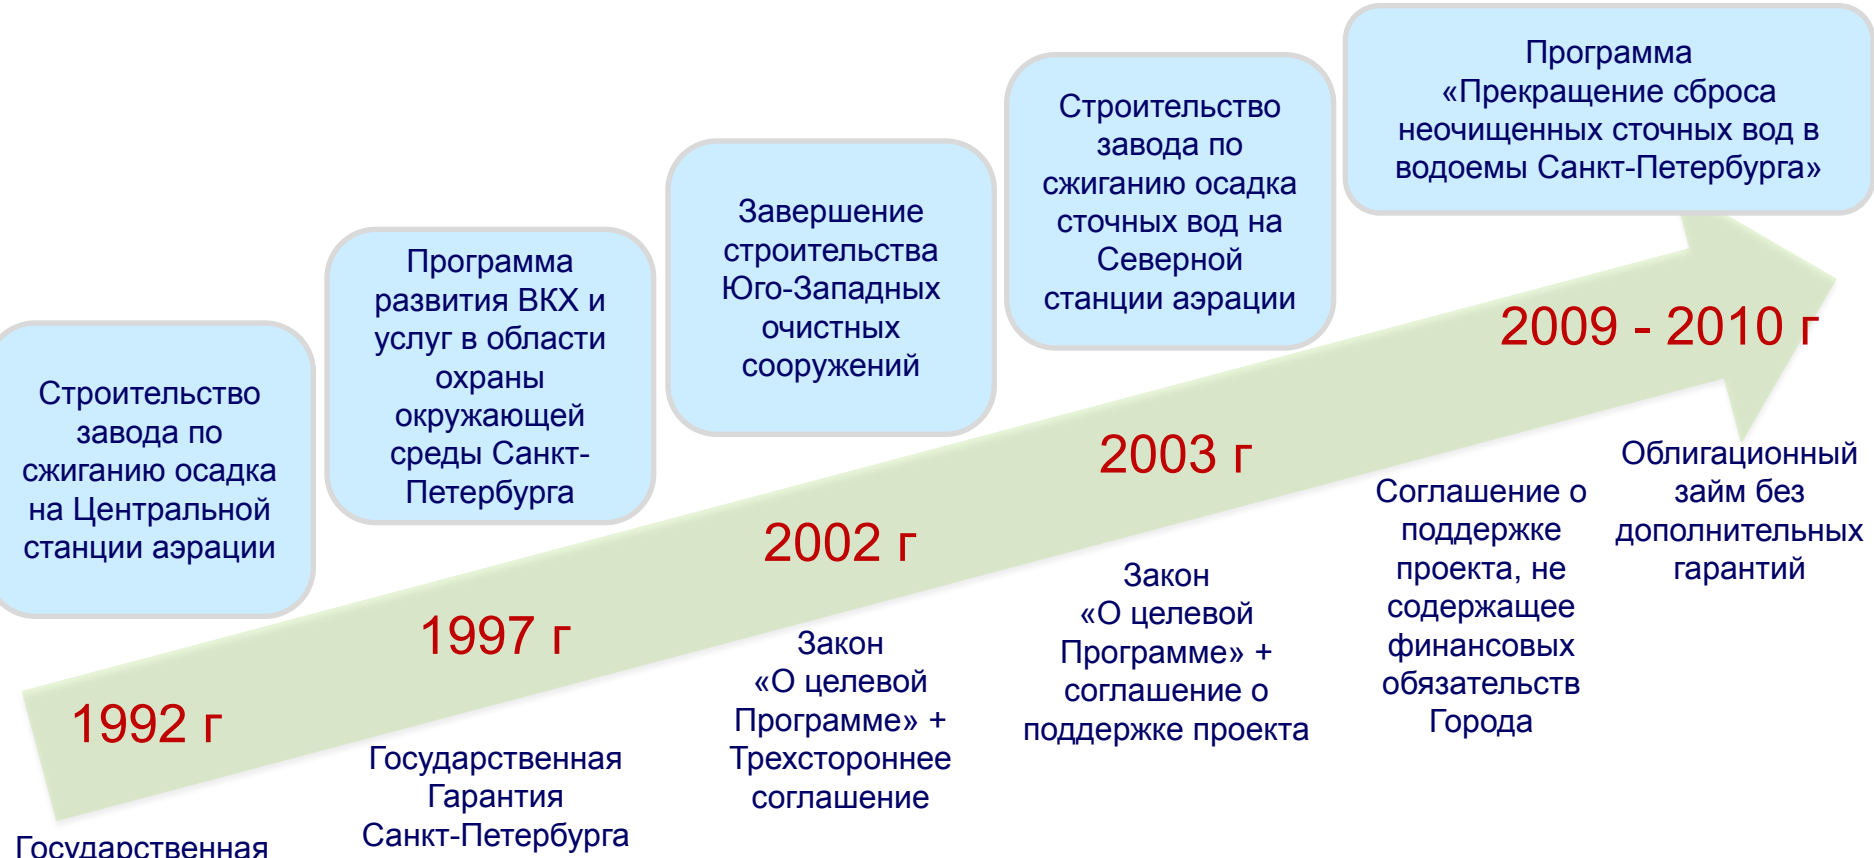 Строительство
завода по
сжиганию осадка
на Центральной
станции аэрации
1992 г
Государственная
Программа
развития ВКХ и
услуг в области
охраны
окружающей
среды Санкт-
Петербурга
1997 г
Государственная
Гарантия
Санкт-Петербурга
Завершение
строительства
Юго-Западных
очистных
сооружений
2002 г
Закон
«О целевой
Программе» +
Трехстороннее
соглашение
Строительство
завода по
сжиганию осадка
сточных вод на
Северной
станции аэрации
2003 г
Закон
«О целевой
Программе» +
соглашение о
поддержке проекта
Программа
«Прекращение сброса
неочищенных сточных вод в
водоемы Санкт-Петербурга»
2009 - 2010 г
Соглашение о
поддержке
проекта, не
содержащее
финансовых
обязательств
Города
Облигационный
займ без
дополнительных
гарантий